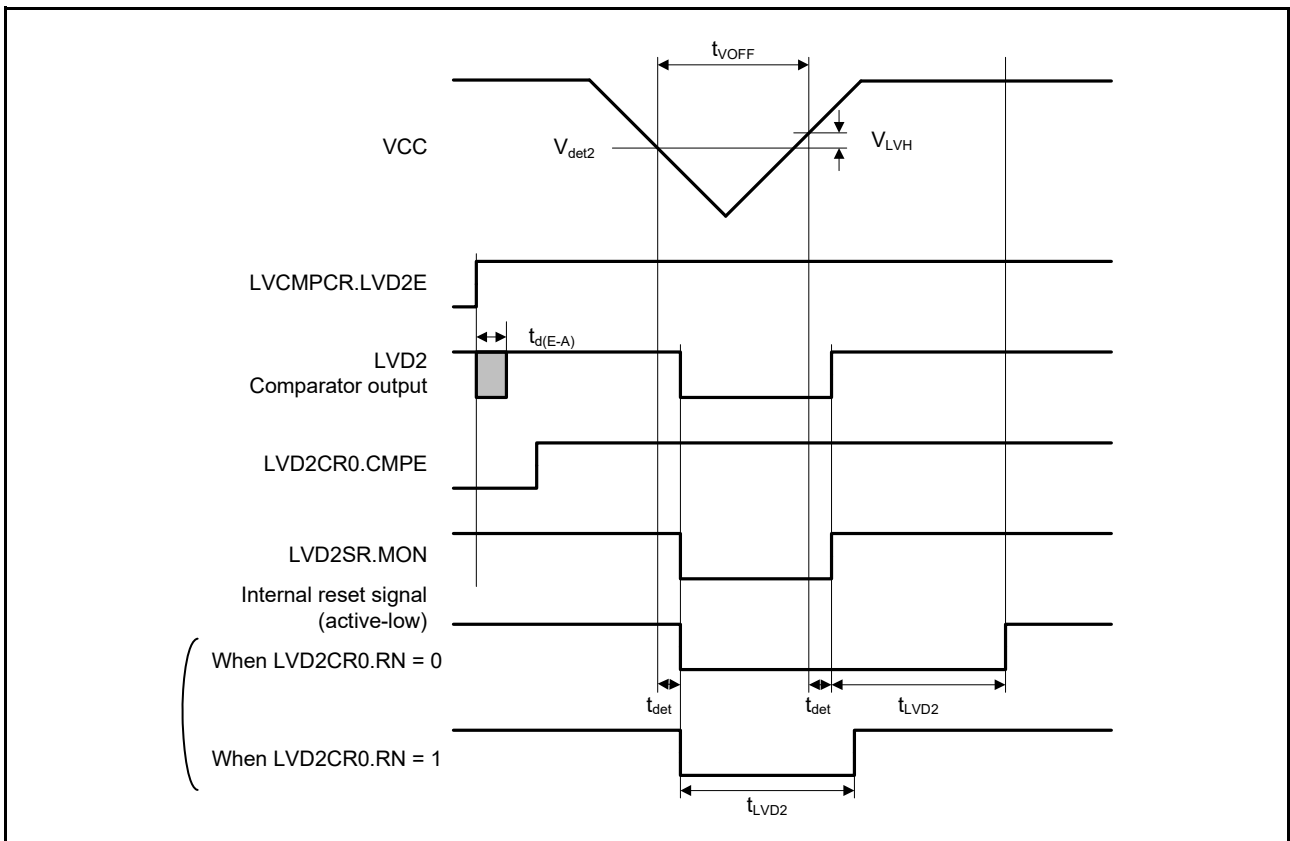 tVOFF
VCC
Vdet2
VLVH
LVCMPCR.LVD2E
td(E-A)
LVD2
Comparator output
LVD2CR0.CMPE
LVD2SR.MON
Internal reset signal
(active-low)
When LVD2CR0.RN = 0
tdet
tdet
tLVD2
When LVD2CR0.RN = 1
tLVD2